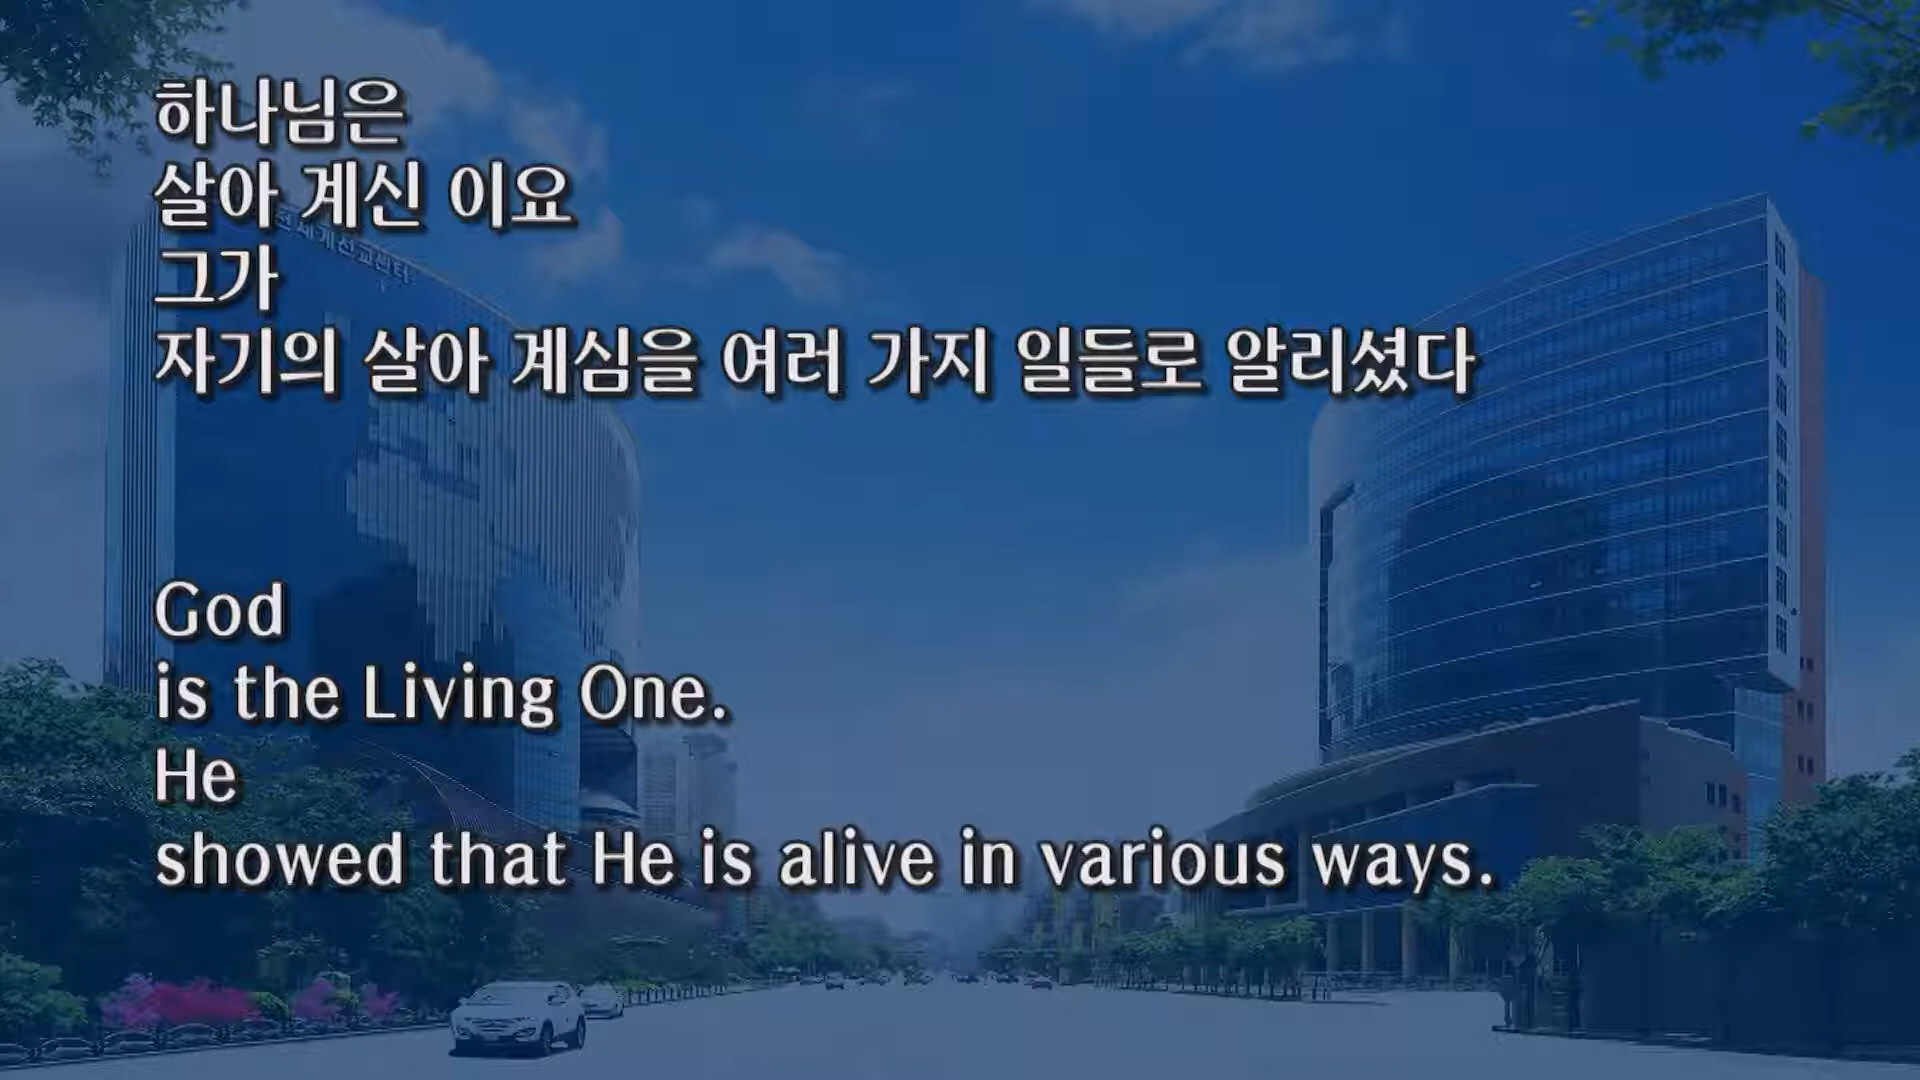 하나님은
살아 계신 이요
그가
자기의 살아 계심을 여러 가지 일들로 알리셨다
God
is the Living One.
He
showed that He is alive in various ways.